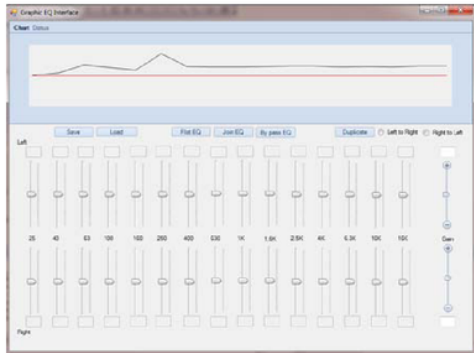 Graphic EQ Interface
Chart Status
Save Load Flat EQ Join EQ By pass EQ Duplicate Left to Right Right to Left
Left
25 40 63 100 160 250 400 630 1K 1.6K 2.5K 4K 6.3K 10K 16K Gain
Right